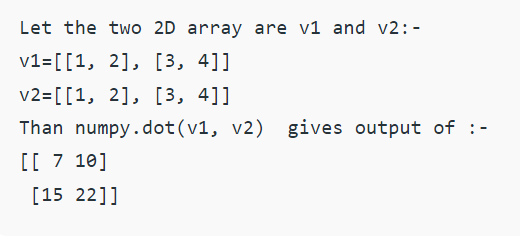 Let the two 2D array are v1 and v2:-
v1=[[1, 2], [3, 4]]
v2=[[1, 2], [3, 4]]
Than numpy.dot(v1, v2)  gives output of :-
[[ 7 10]
 [15 22]]